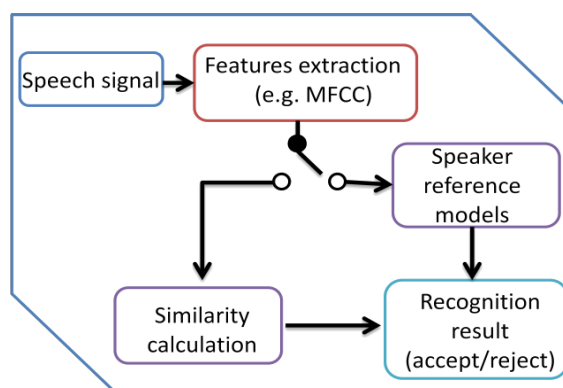 Speech signal
Features extraction
(e.g. MFCC)
Speaker
reference
models
Similarity
calculation
Recognition
result
(accept/reject)